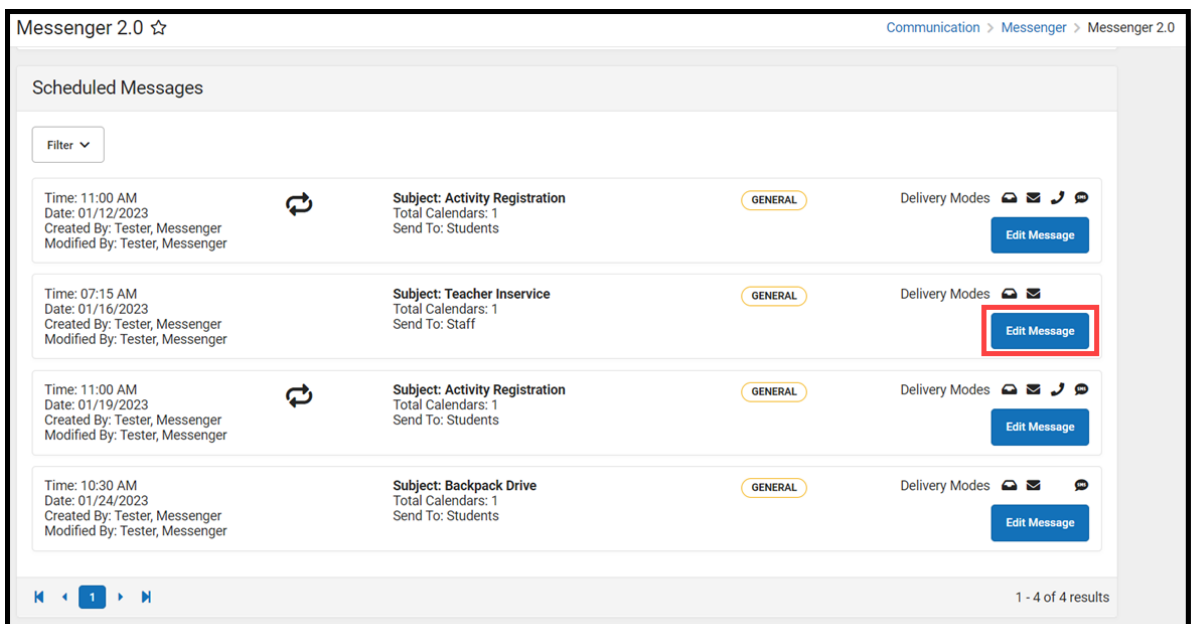 Messenger 2.0
Communication > Messenger > Messenger 2.0
Scheduled Messages
Filter
Time: 11:00 AM
Date: 01/12/2023
Created By: Tester, Messenger
Modified By: Tester, Messenger
Subject: Activity Registration
Total Calendars: 1
Send To: Students
GENERAL
Delivery Modes
SMS
Edit Message
Time: 07:15 AM
Date: 01/16/2023
Created By: Tester, Messenger
Modified By: Tester, Messenger
Subject: Teacher Inservice
Total Calendars: 1
Send To: Staff
GENERAL
Delivery Modes
Edit Message
Time: 11:00 AM
Date: 01/19/2023
Created By: Tester, Messenger
Modified By: Tester, Messenger
Subject: Activity Registration
Total Calendars: 1
Send To: Students
GENERAL
Delivery Modes
SMS
Edit Message
Time: 10:30 AM
Date: 01/24/2023
Created By: Tester, Messenger
Modified By: Tester, Messenger
Subject: Backpack Drive
Total Calendars: 1
Send To: Students
GENERAL
Delivery Modes
SMS
Edit Message
1
1 - 4 of 4 results